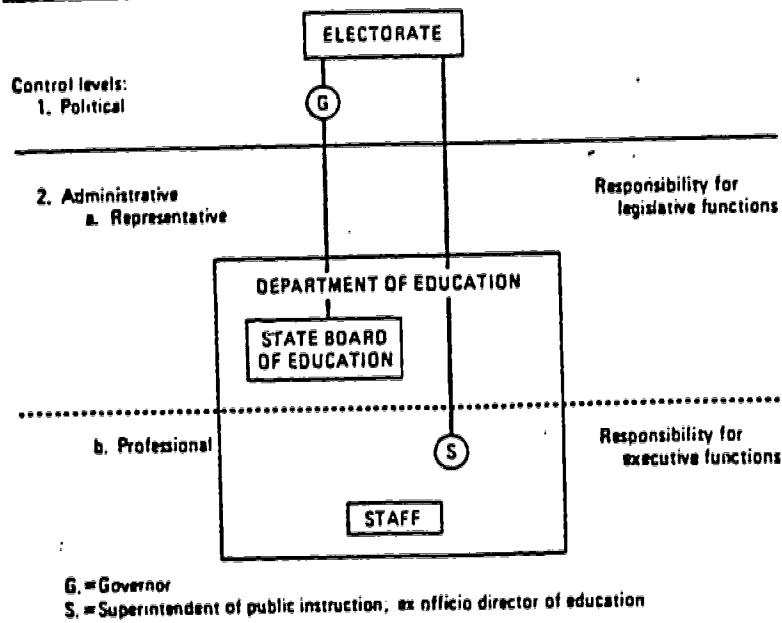 ELECTORATE
Control levels:
1. Political
G
2. Administrative
a. Representative
Responsibility for
legislative functions
DEPARTMENT OF EDUCATION
STATE BOARD
OF EDUCATION
b. Professional
S
Responsibility for
executive functions
STAFF
G.=Governor
S.=Superintendent of public instruction; ex officio director of education